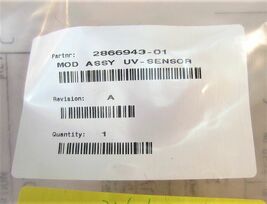 Partnr: 2866943-01
MOD ASSY UV-SENSOR
Revision: A
Quantity: 1